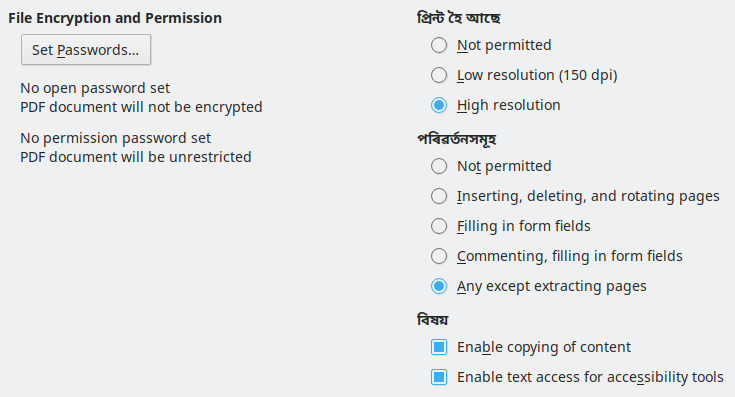 File Encryption and Permission
Set Passwords...
No open password set
PDF document will not be encrypted
No permission password set
PDF document will be unrestricted
প্ৰিন্ট হৈ আছে
Not permitted
Low resolution (150 dpi)
High resolution
পৰিৱৰ্তনসমূহ
Not permitted
Inserting, deleting, and rotating pages
Filling in form fields
Commenting, filling in form fields
Any except extracting pages
বিষয়
Enable copying of content
Enable text access for accessibility tools